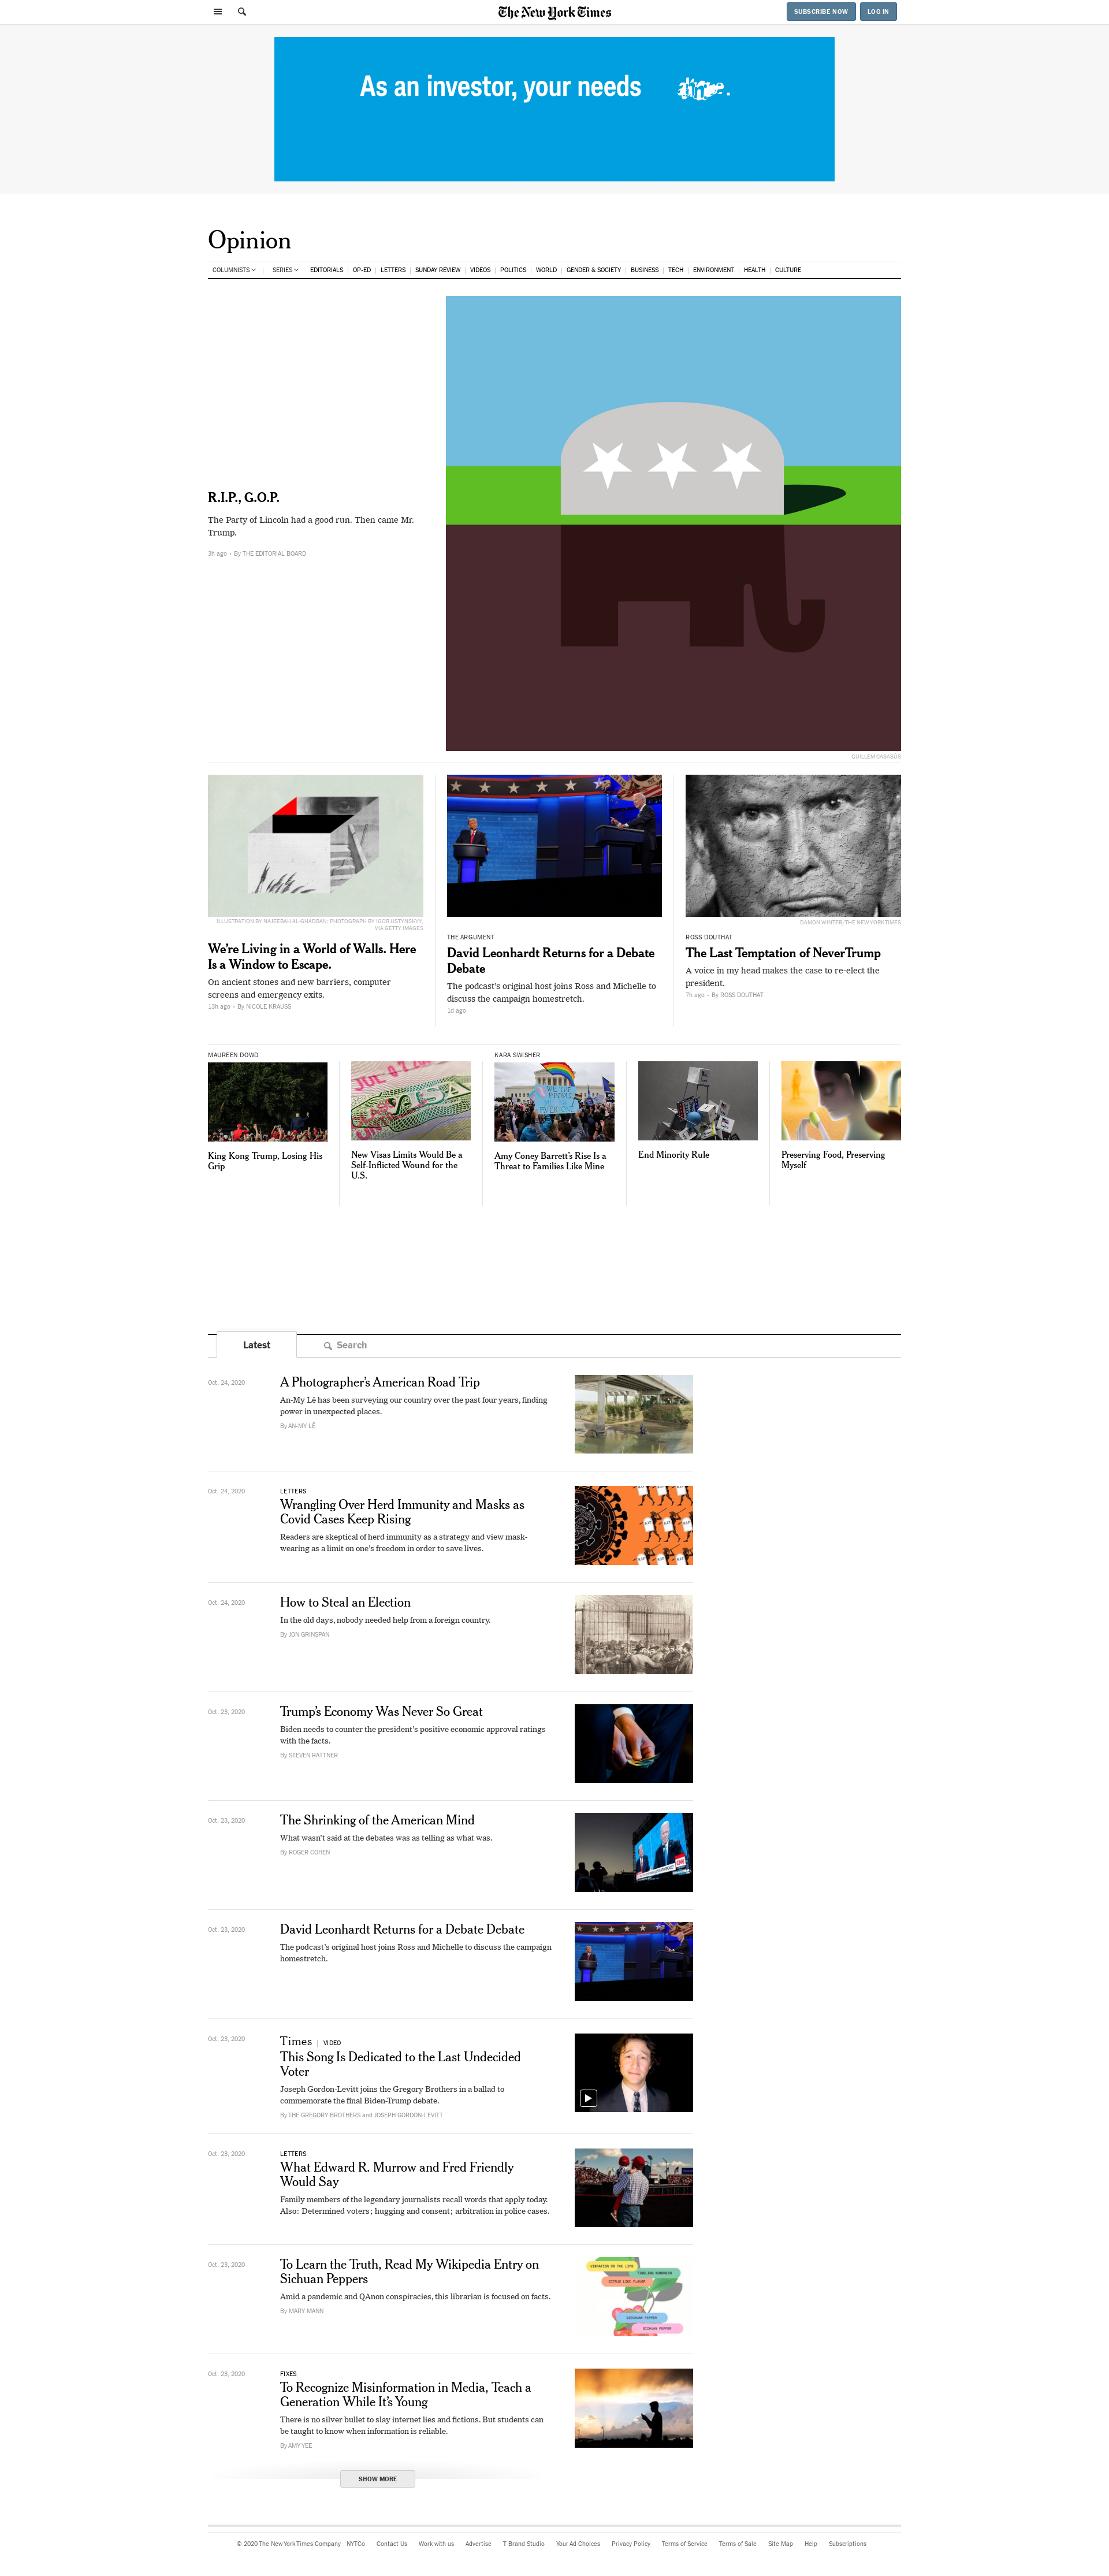 The New York Times
SUBSCRIBE NOW
LOG IN
As an investor, your needs
Opinion
COLUMNISTS
SERIES
EDITORIALS
OP-ED
LETTERS
SUNDAY REVIEW
VIDEOS
POLITICS
WORLD
GENDER & SOCIETY
BUSINESS
TECH
ENVIRONMENT
HEALTH
CULTURE
R.I.P., G.O.P.
The Party of Lincoln had a good run. Then came Mr.
Trump.
3h ago • By THE EDITORIAL BOARD
GUILLEM CASASÚS
ILLUSTRATION BY NAJEEBAH AL-GHADBAN; PHOTOGRAPH BY IGOR USTYNSKYY,
VIA GETTY IMAGES
We’re Living in a World of Walls. Here
Is a Window to Escape.
On ancient stones and new barriers, computer
screens and emergency exits.
13h ago • By NICOLE KRAUSS
THE ARGUMENT
David Leonhardt Returns for a Debate
Debate
The podcast’s original host joins Ross and Michelle to
discuss the campaign homestretch.
1d ago
DAMON WINTER/THE NEW YORK TIMES
ROSS DOUTHAT
The Last Temptation of NeverTrump
A voice in my head makes the case to re-elect the
president.
7h ago • By ROSS DOUTHAT
MAUREEN DOWD
King Kong Trump, Losing His
Grip
New Visas Limits Would Be a
Self-Inflicted Wound for the
U.S.
KARA SWISHER
Amy Coney Barrett’s Rise Is a
Threat to Families Like Mine
End Minority Rule
Preserving Food, Preserving
Myself
Latest
Search
Oct. 24, 2020
A Photographer’s American Road Trip
An-My Lê has been surveying our country over the past four years, finding
power in unexpected places.
By AN-MY LÊ
Oct. 24, 2020
LETTERS
Wrangling Over Herd Immunity and Masks as
Covid Cases Keep Rising
Readers are skeptical of herd immunity as a strategy and view mask-
wearing as a limit on one’s freedom in order to save lives.
Oct. 24, 2020
How to Steal an Election
In the old days, nobody needed help from a foreign country.
By JON GRINSPAN
Oct. 23, 2020
Trump’s Economy Was Never So Great
Biden needs to counter the president’s positive economic approval ratings
with the facts.
By STEVEN RATTNER
Oct. 23, 2020
The Shrinking of the American Mind
What wasn’t said at the debates was as telling as what was.
By ROGER COHEN
Oct. 23, 2020
David Leonhardt Returns for a Debate Debate
The podcast’s original host joins Ross and Michelle to discuss the campaign
homestretch.
Oct. 23, 2020
Times | VIDEO
This Song Is Dedicated to the Last Undecided
Voter
Joseph Gordon-Levitt joins the Gregory Brothers in a ballad to
commemorate the final Biden-Trump debate.
By THE GREGORY BROTHERS and JOSEPH GORDON-LEVITT
Oct. 23, 2020
LETTERS
What Edward R. Murrow and Fred Friendly
Would Say
Family members of the legendary journalists recall words that apply today.
Also: Determined voters; hugging and consent; arbitration in police cases.
Oct. 23, 2020
To Learn the Truth, Read My Wikipedia Entry on
Sichuan Peppers
Amid a pandemic and QAnon conspiracies, this librarian is focused on facts.
By MARY MANN
Oct. 23, 2020
FIXES
To Recognize Misinformation in Media, Teach a
Generation While It’s Young
There is no silver bullet to slay internet lies and fictions. But students can
be taught to know when information is reliable.
By AMY YEE
SHOW MORE
© 2020 The New York Times Company
NYTCo
Contact Us
Work with us
Advertise
T Brand Studio
Your Ad Choices
Privacy Policy
Terms of Service
Terms of Sale
Site Map
Help
Subscriptions